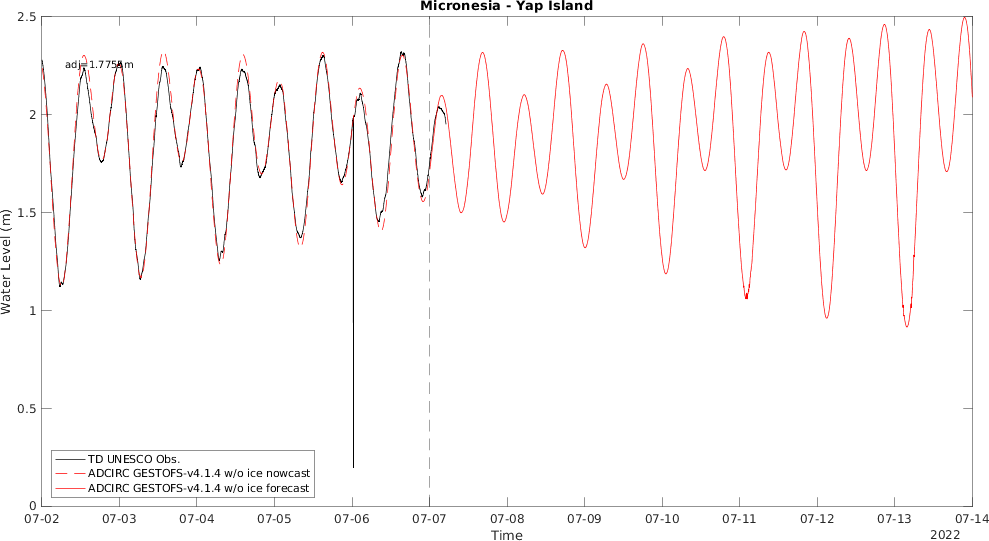 Micronesia - Yap Island
2.5
adj=1.7755m
2
1.5
Water Level (m)
1
0.5
TD UNESCO Obs.
ADCIRC GESTOFS-v4.1.4 w/o ice nowcast
ADCIRC GESTOFS-v4.1.4 w/o ice forecast
0
07-02 07-03 07-04 07-05 07-06 07-07 07-08 07-09 07-10 07-11 07-12 07-13 07-14
Time
2022